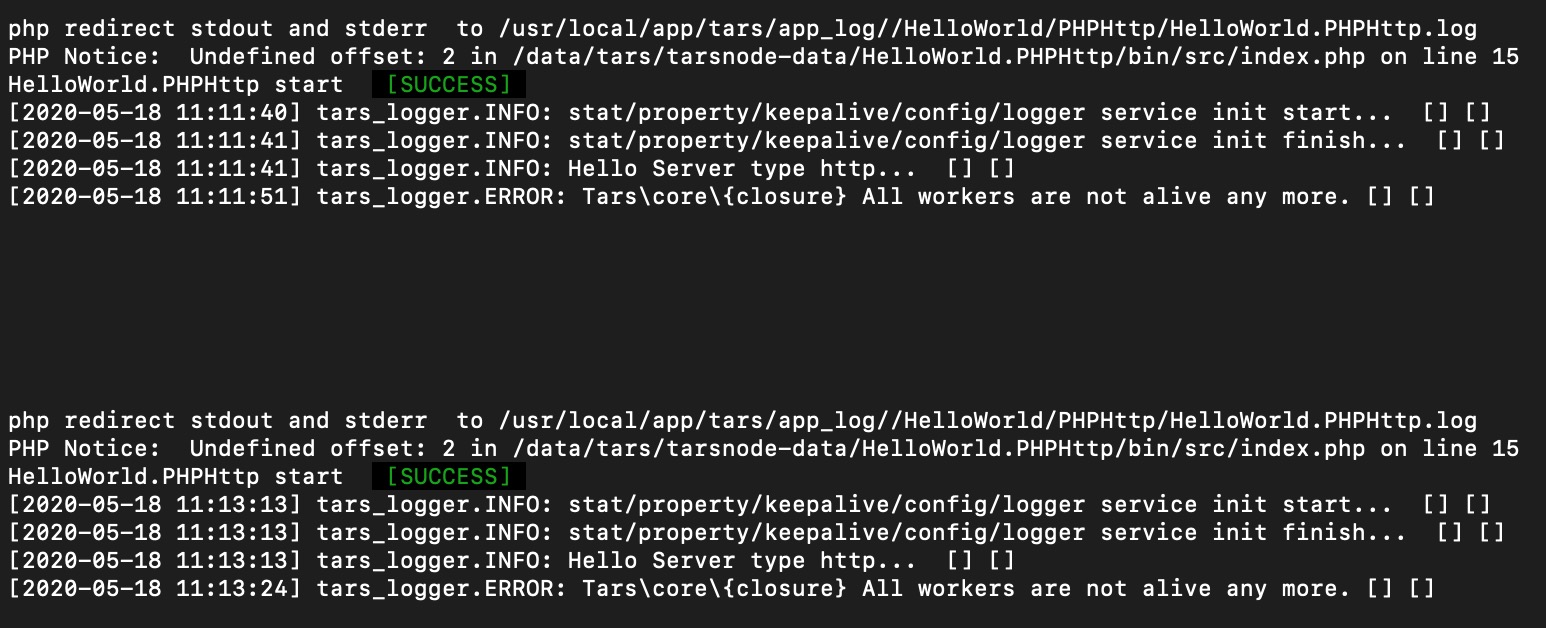 php redirect stdout and stderr  to /usr/local/app/tars/app_log//HelloWorld/PHPHttp/HelloWorld.PHPHttp.log
PHP Notice:  Undefined offset: 2 in /data/tars/tarsnode-data/HelloWorld.PHPHttp/bin/src/index.php on line 15
HelloWorld.PHPHttp start   [SUCCESS]
[2020-05-18 11:11:40] tars_logger.INFO: stat/property/keepalive/config/logger service init start...  [] []
[2020-05-18 11:11:41] tars_logger.INFO: stat/property/keepalive/config/logger service init finish...  [] []
[2020-05-18 11:11:41] tars_logger.INFO: Hello Server type http...  [] []
[2020-05-18 11:11:51] tars_logger.ERROR: Tars\core\{closure} All workers are not alive any more. [] []
php redirect stdout and stderr  to /usr/local/app/tars/app_log//HelloWorld/PHPHttp/HelloWorld.PHPHttp.log
PHP Notice:  Undefined offset: 2 in /data/tars/tarsnode-data/HelloWorld.PHPHttp/bin/src/index.php on line 15
HelloWorld.PHPHttp start   [SUCCESS]
[2020-05-18 11:13:13] tars_logger.INFO: stat/property/keepalive/config/logger service init start...  [] []
[2020-05-18 11:13:13] tars_logger.INFO: stat/property/keepalive/config/logger service init finish...  [] []
[2020-05-18 11:13:13] tars_logger.INFO: Hello Server type http...  [] []
[2020-05-18 11:13:24] tars_logger.ERROR: Tars\core\{closure} All workers are not alive any more. [] []